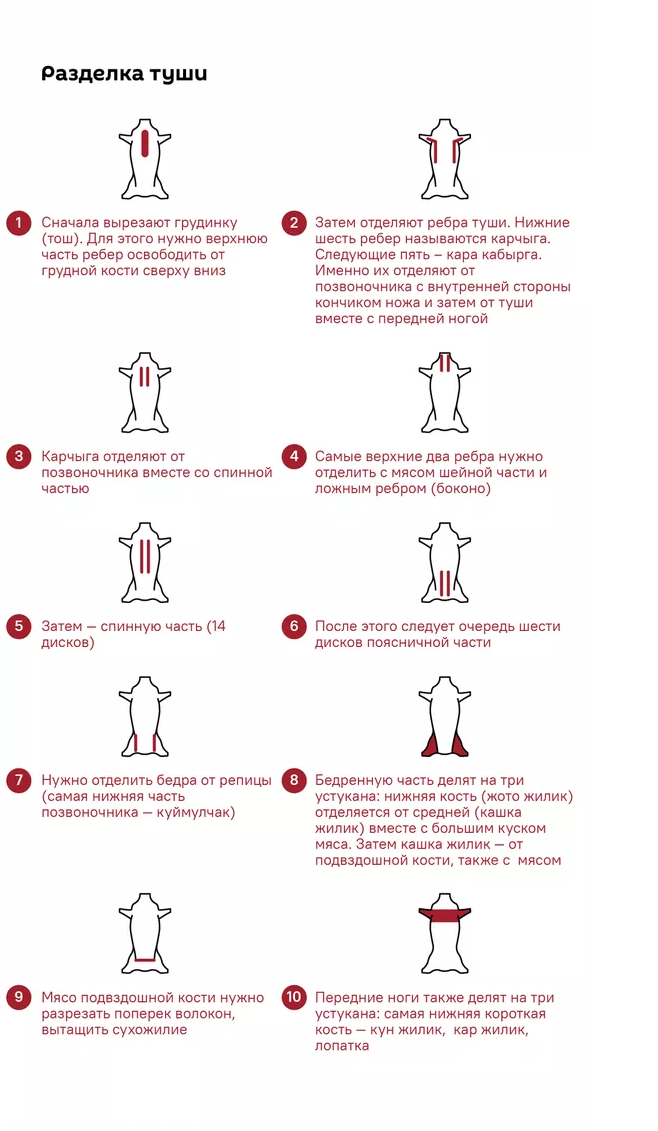 Разделка туши
1
Сначала вырезают грудинку
(тош). Для этого нужно верхнюю
часть ребер освободить от
грудной кости сверху вниз
2
Затем отделяют ребра туши. Нижние
шесть ребер называются карчыга.
Следующие пять – кара кабырга.
Именно их отделяют от
позвоночника с внутренней стороны
кончиком ножа и затем от туши
вместе с передней ногой
3
Карчыга отделяют от
позвоночника вместе со спинной
частью
4
Самые верхние два ребра нужно
отделить с мясом шейной части и
ложным ребром (боконо)
5
Затем — спинную часть (14
дисков)
6
После этого следует очередь шести
дисков поясничной части
7
Нужно отделить бедра от репицы
(самая нижняя часть
позвоночника — куймулчак)
8
Бедренную часть делят на три
устукана: нижняя кость (жото жилик)
отделяется от средней (кашка
жилик) вместе с большим куском
мяса. Затем кашка жилик — от
подвздошной кости, также с мясом
9
Мясо подвздошной кости нужно
разрезать поперек волокон,
вытащить сухожилие
10
Передние ноги также делят на три
устукана: самая нижняя короткая
кость — кун жилик, кар жилик,
лопатка